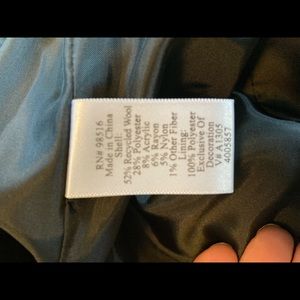 RN# 98516
Made in China
Shell:
52% Recycled Wool
28% Polyester
8% Acrylic
6% Rayon
5% Nylon
1% Other Fiber
Lining:
100% Polyester
Exclusive Of
Decoration
V# A1305
4005857